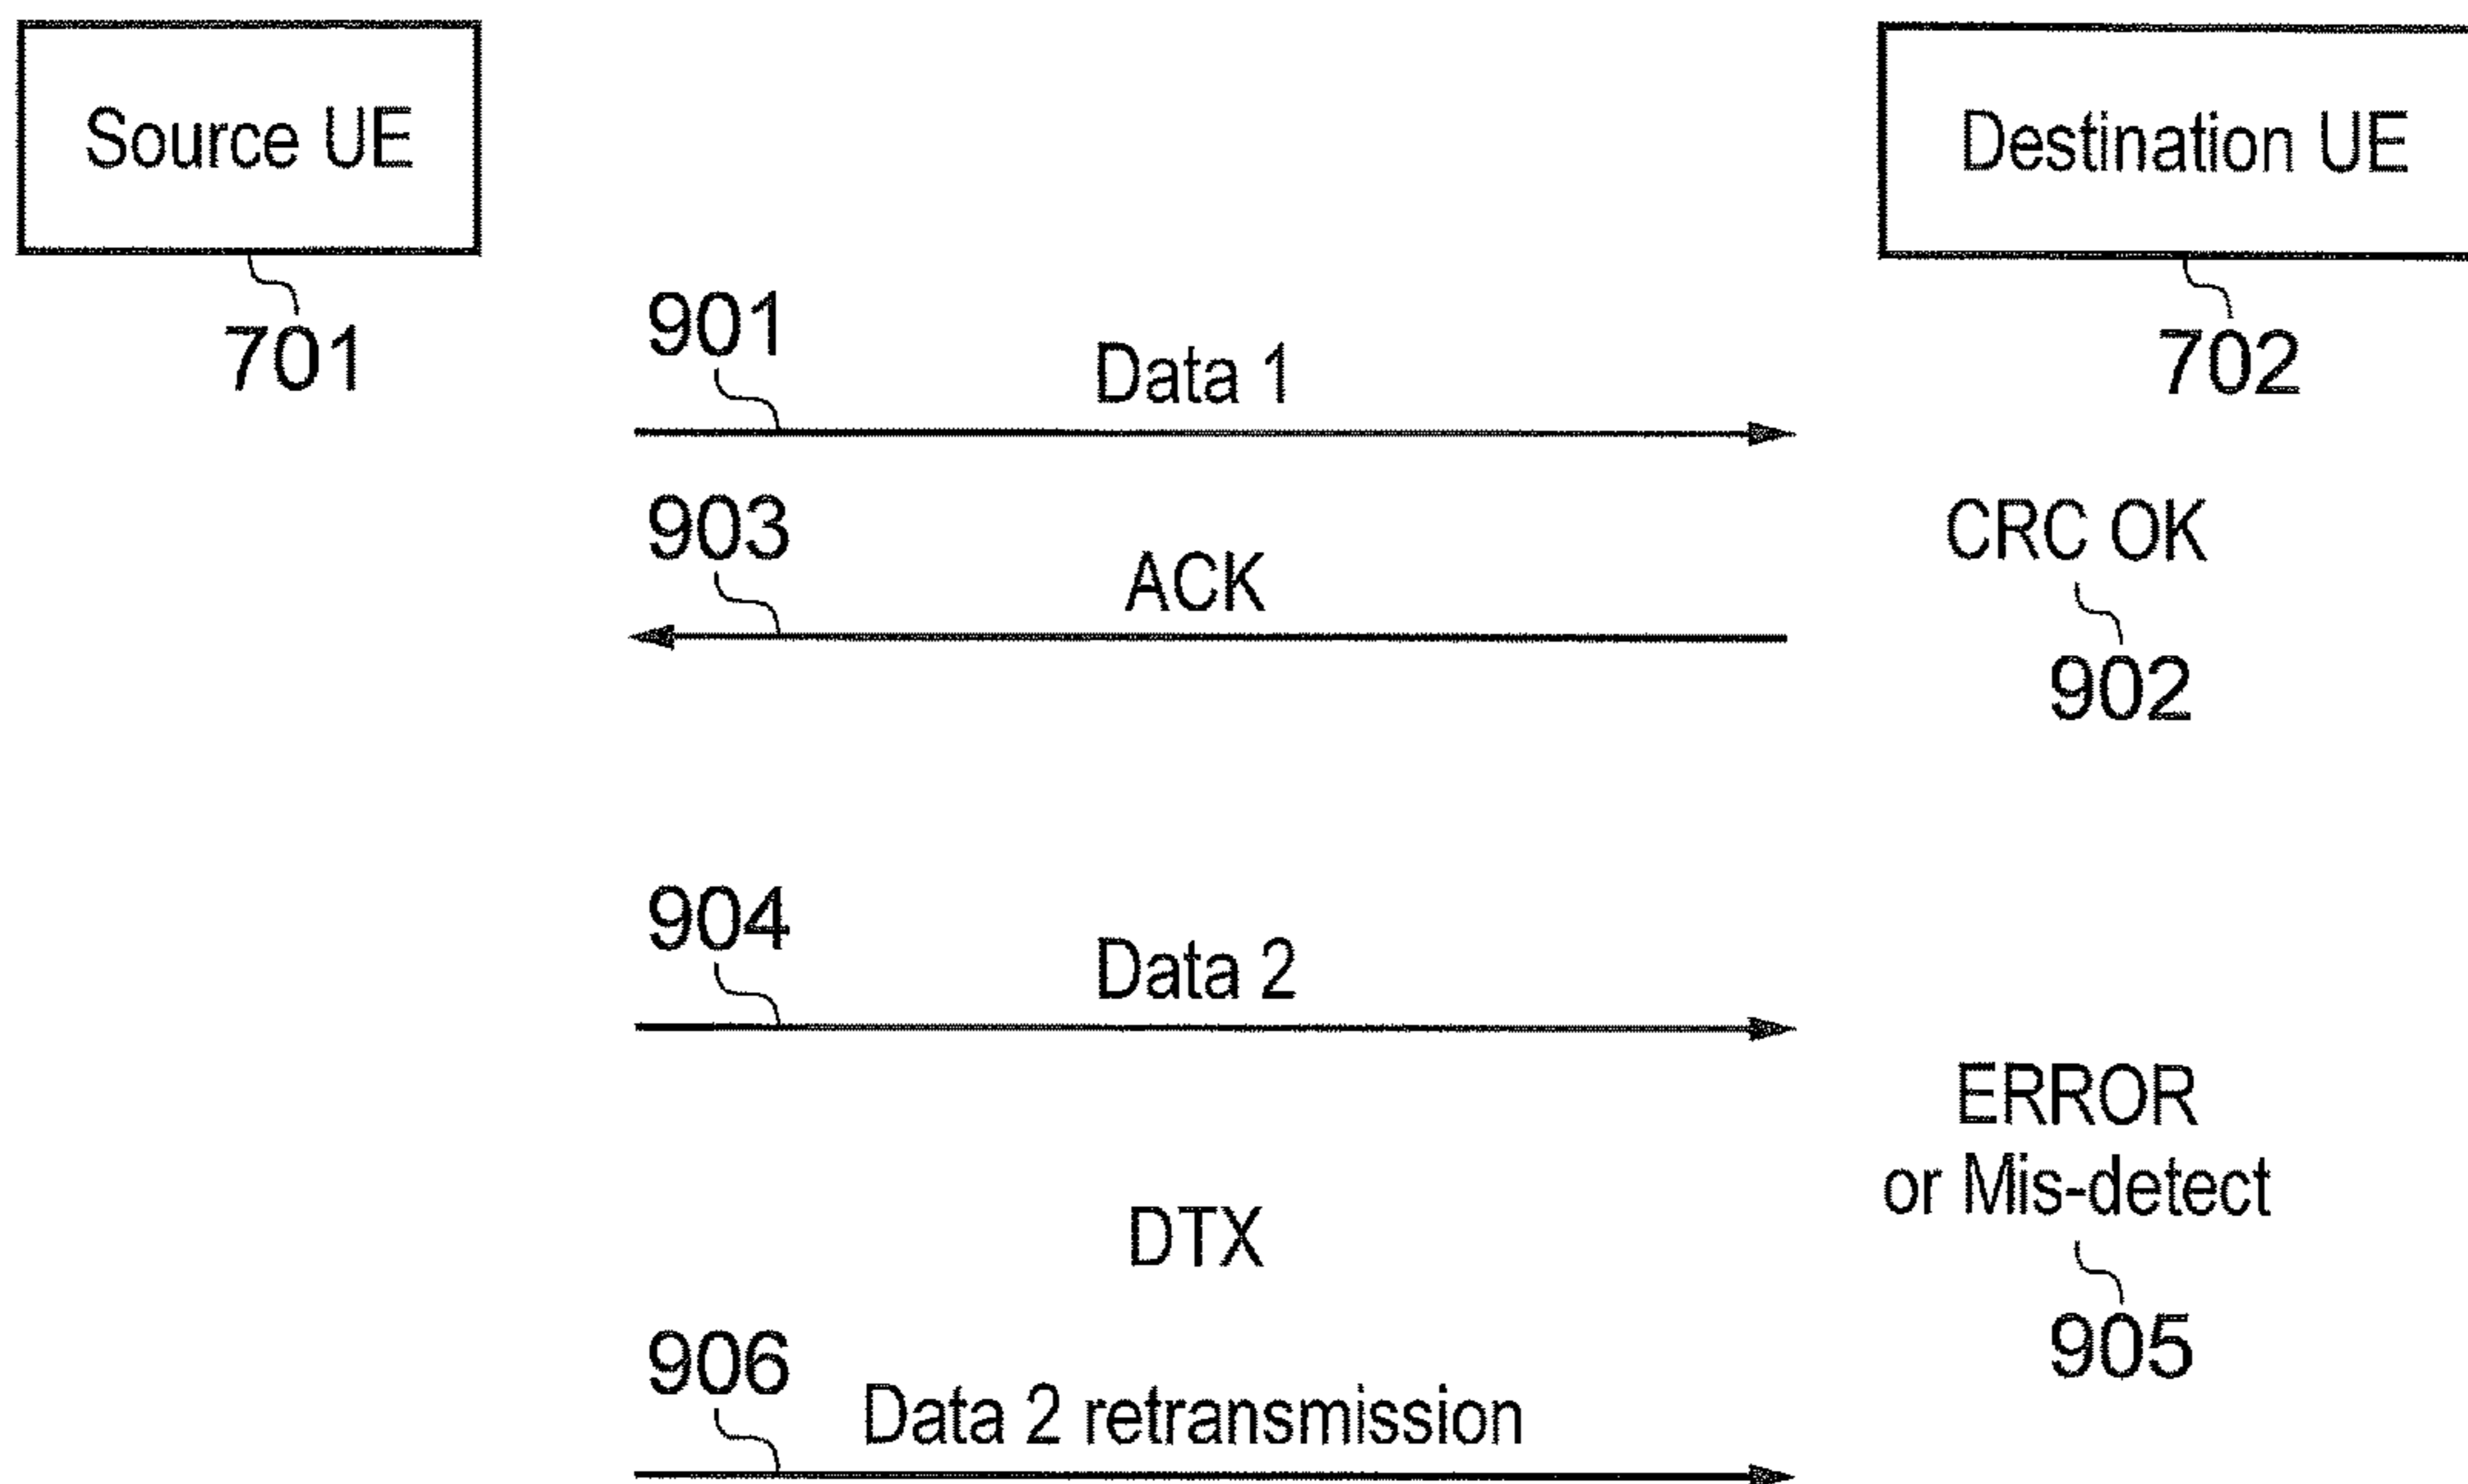 Source UE
Destination UE
701
702
901
Data 1
903
ACK
CRC OK
902
904
Data 2
ERROR
or Mis-detect
DTX
905
906
Data 2 retransmission